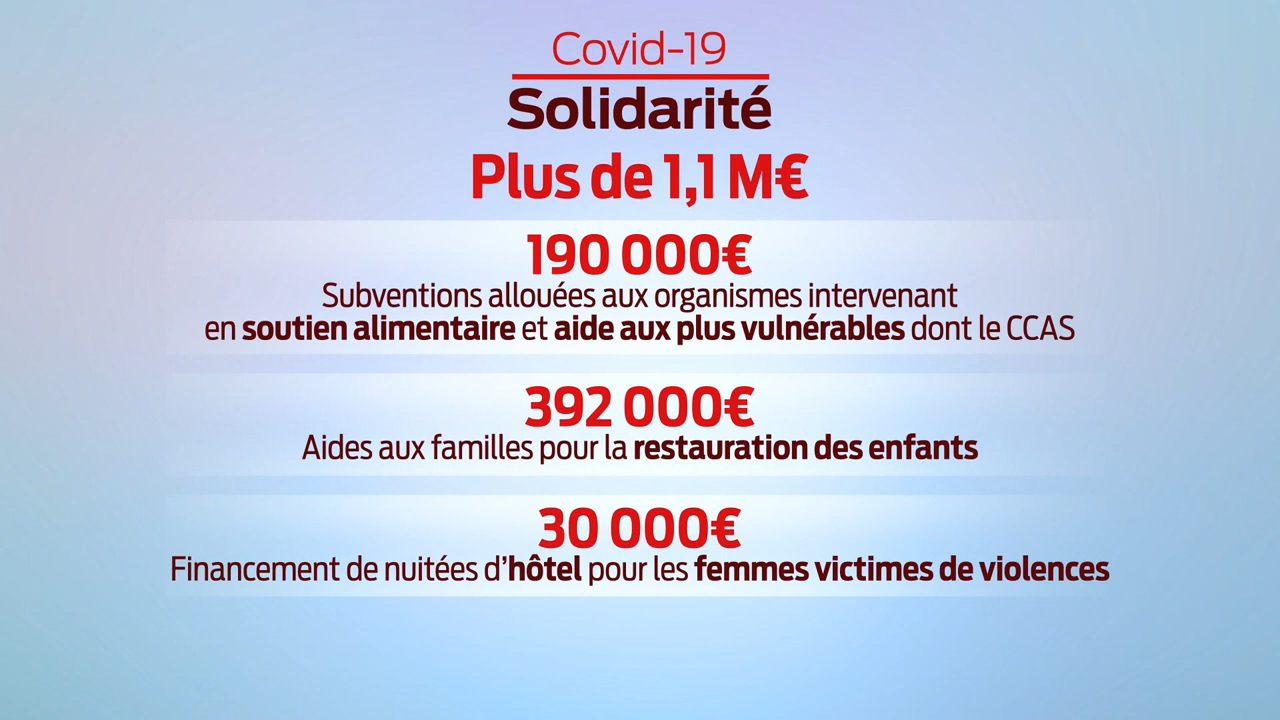 Covid-19
Solidarité
Plus de 1,1 M€
190 000€
Subventions allouées aux organismes intervenant
en soutien alimentaire et aide aux plus vulnérables dont le CCAS
392 000€
Aides aux familles pour la restauration des enfants
30 000€
Financement de nuitées d'hôtel pour les femmes victimes de violences